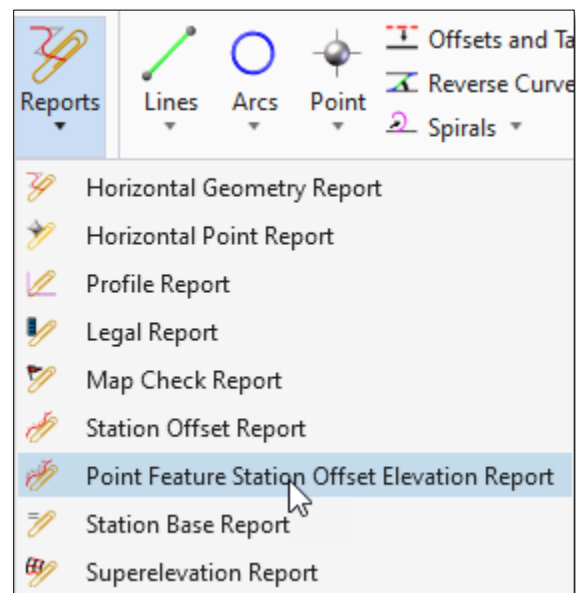 Offsets and Ta
Reverse Curve
Spirals
Reports
Lines
Arcs
Point
Horizontal Geometry Report
Horizontal Point Report
Profile Report
Legal Report
Map Check Report
Station Offset Report
Point Feature Station Offset Elevation Report
Station Base Report
Superelevation Report